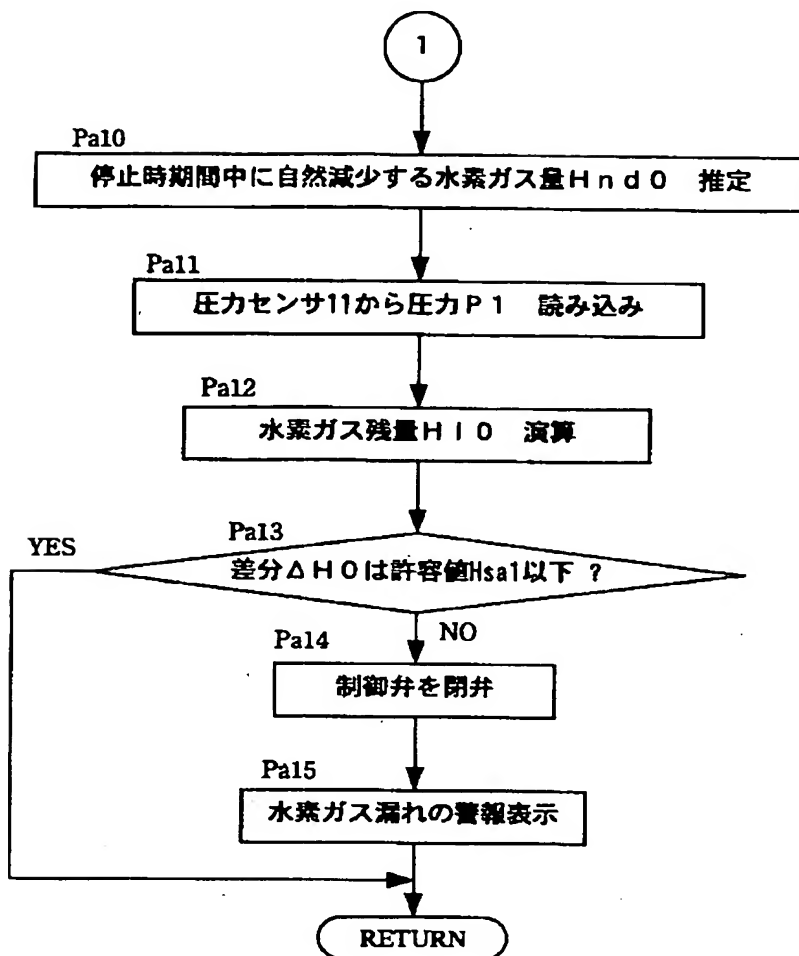 1
Pa10
停止時期間中に自然減少する水素ガス量Hnd0 推定
Pa11
圧力センサ11から圧力P1 読み込み
Pa12
水素ガス残量Hl0 演算
Pa13
YES
差分ΔH0は許容値Hsa1以下 ?
NO
Pa14
制御弁を閉弁
Pa15
水素ガス漏れの警報表示
RETURN